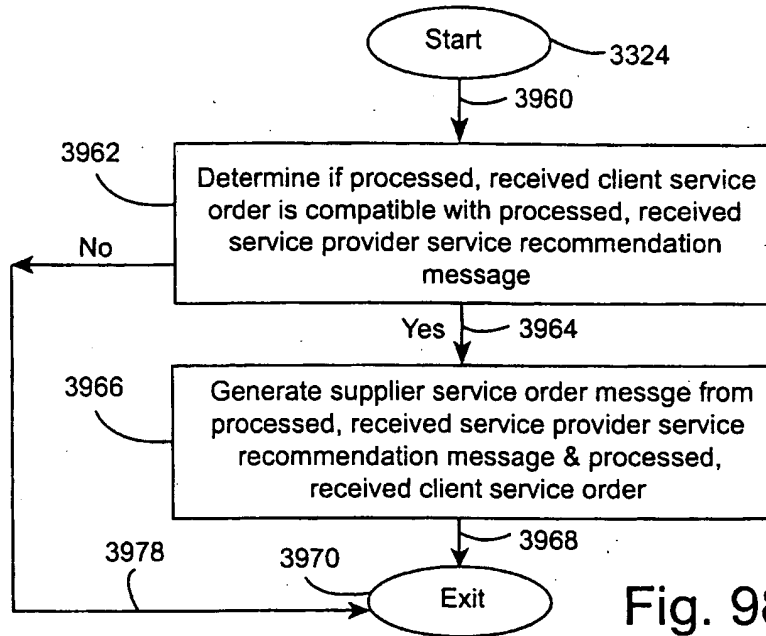 Start
3324
3960
3962
Determine if processed, received client service
order is compatible with processed, received
service provider service recommendation
message
No
Yes
3964
3966
Generate supplier service order messge from
processed, received service provider service
recommendation message & processed,
received client service order
3968
3978
3970
Exit
Fig. 98